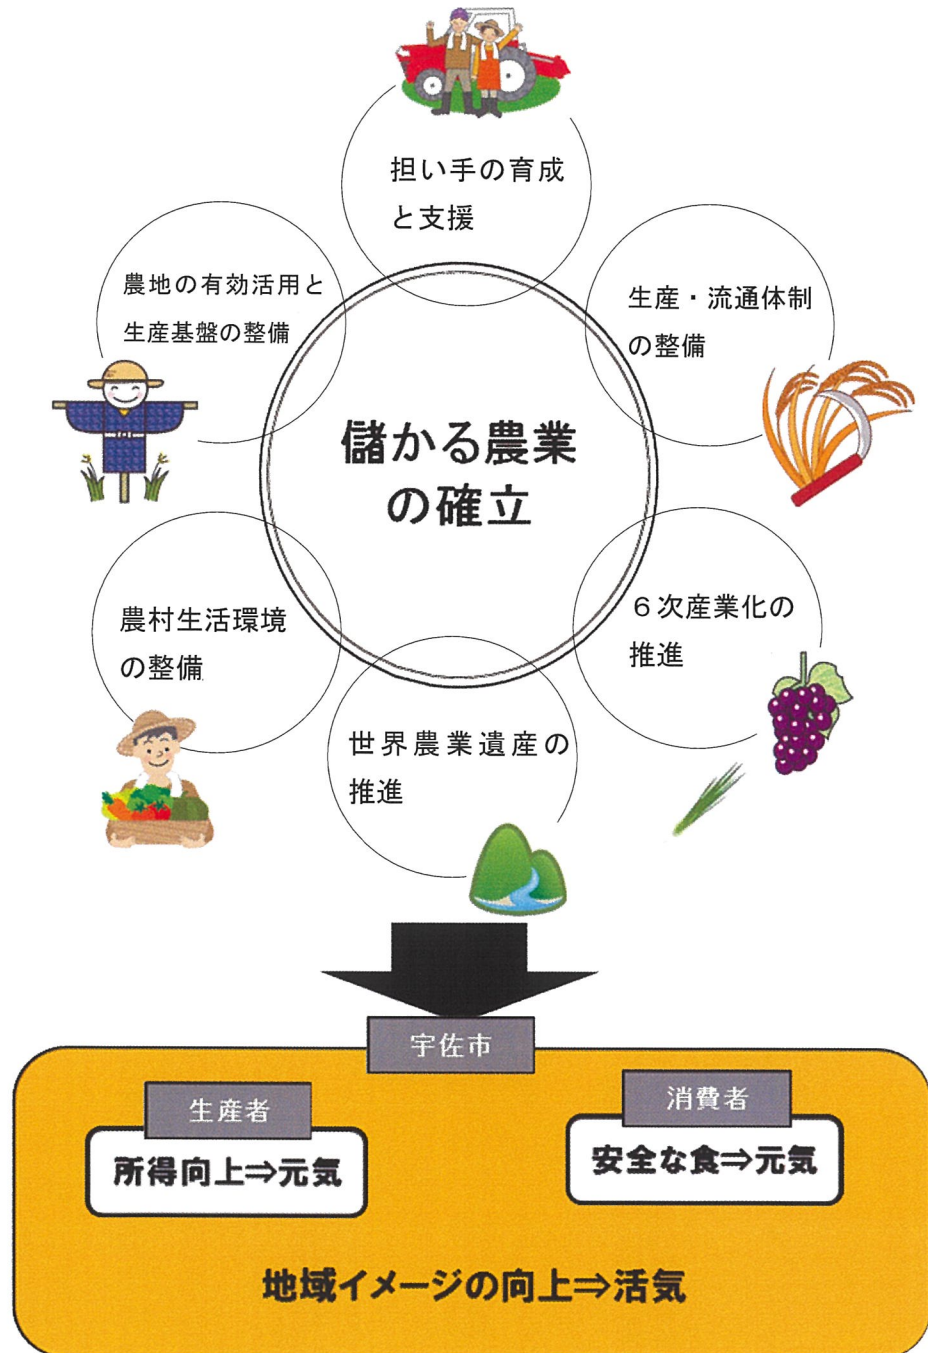 担い手の育成
と支援
農地の有効活用と
生産基盤の整備
生産・流通体制
の整備
儲かる農業
の確立
農村生活環境
の整備
６次産業化の
推進
世界農業遺産の
推進
宇佐市
生産者
所得向上⇒元気
消費者
安全な食⇒元気
地域イメージの向上⇒活気